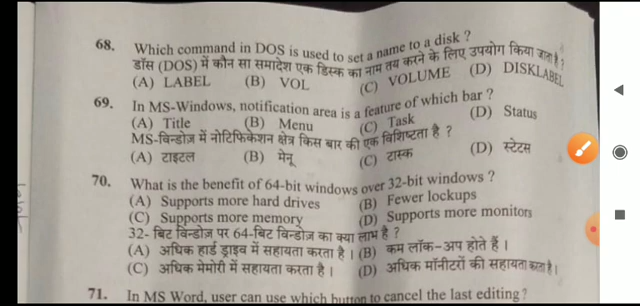 68. Which command in DOS is used to set a name to a disk ?
डॉस (DOS) में कौन सा समादेश एक डिस्क का नाम तय करने के लिए उपयोग किया जाता है ?
(A) LABEL (B) VOL (C) VOLUME (D) DISKLABEL
69. In MS-Windows, notification area is a feature of which bar ?
(A) Title (B) Menu (C) Task (D) Status
MS-विन्डोज़ में नोटिफिकेशन क्षेत्र किस बार की एक विशिष्टता है ?
(A) टाइटल (B) मेनू (C) टास्क (D) स्टेटस
70. What is the benefit of 64-bit windows over 32-bit windows ?
(A) Supports more hard drives (B) Fewer lockups
(C) Supports more memory (D) Supports more monitors
32- बिट विन्डोज़ पर 64-बिट विन्डोज़ का क्या लाभ है ?
(A) अधिक हार्ड ड्राइव में सहायता करता है । (B) कम लॉक-अप होते हैं ।
(C) अधिक मेमोरी में सहायता करता है । (D) अधिक मॉनीटरों की सहायता करता है ।
71. In MS Word, user can use which button to cancel the last editing ?